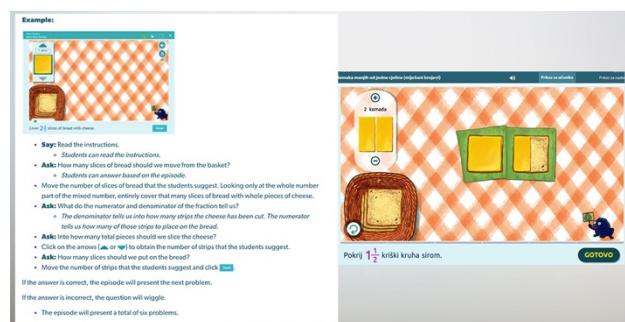 Example:
Cover 2 slices of bread with cheese.
• Say: Read the instructions.
Students can read the instructions.
• Ask: How many slices of bread should we move from the basket?
Students can answer based on the episode.
• Move the number of slices of bread that the students suggest. Looking only at the whole number
part of the mixed number, entirely cover that many slices of bread with whole pieces of cheese.
• Ask: What do the numerator and denominator of the fraction tell us?
The denominator tells us into how many strips the cheese has been cut. The numerator
tells us how many of those strips to place on the bread.
• Ask: Into how many total pieces should we slice the cheese?
• Click on the arrows ( or ) to obtain the number of strips that the students suggest.
• Ask: How many slices should we put on the bread?
• Move the number of strips that the students suggest and click
If the answer is correct, the episode will present the next problem.
If the answer is incorrect, the question will wiggle.
• The episode will present a total of six problems.
manjih od jedne cjeline (mješoviti brojevi)
Prikaz za učenike
Prikaz za
2 komada
Pokrij 1 1/2 kriški kruha sirom.
GOTOVO